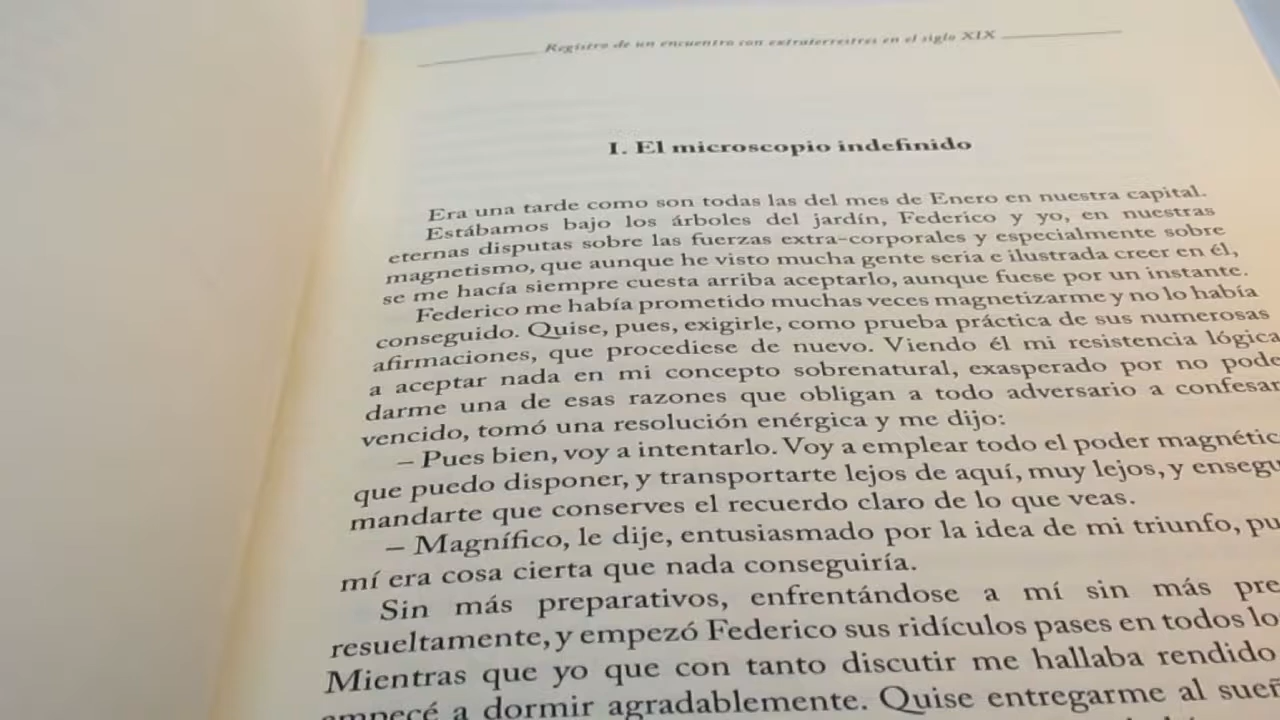 Registro de un encuentro con extraterrestres en el siglo XIX
I. El microscopio indefinido
Era una tarde como son todas las del mes de Enero en nuestra capital.
Estábamos bajo los árboles del jardín, Federico y yo, en nuestras
eternas disputas sobre las fuerzas extra-corporales y especialmente sobre
magnetismo, que aunque he visto mucha gente seria e ilustrada creer en él,
se me hacía siempre cuesta arriba aceptarlo, aunque fuese por un instante.
Federico me había prometido muchas veces magnetizarme y no lo había
conseguido. Quise, pues, exigirle, como prueba práctica de sus numerosas
afirmaciones, que procediese de nuevo. Viendo él mi resistencia lógica
a aceptar nada en mi concepto sobrenatural, exasperado por no pode
darme una de esas razones que obligan a todo adversario a confesar
vencido, tomó una resolución enérgica y me dijo:
– Pues bien, voy a intentarlo. Voy a emplear todo el poder magnétic
que puedo disponer, y transportarte lejos de aquí, muy lejos, y ensegu
mandarte que conserves el recuerdo claro de lo que veas.
– Magnífico, le dije, entusiasmado por la idea de mi triunfo, pu
mí era cosa cierta que nada conseguiría.
Sin más preparativos, enfrentándose a mí sin más pre
resueltamente, y empezó Federico sus ridículos pases en todos lo
Mientras que yo que con tanto discutir me hallaba rendido
empecé a dormir agradablemente. Quise entregarme al sueñ